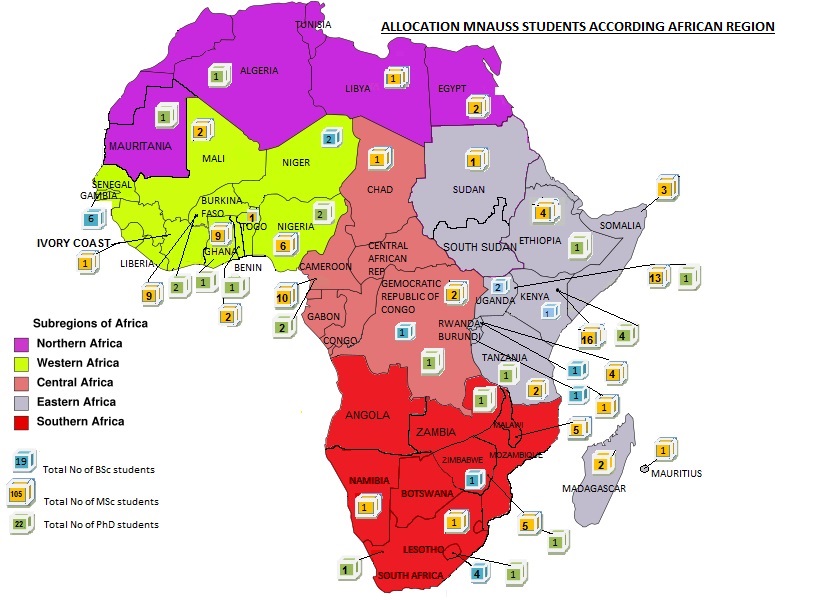 ALLOCATION MNAUSS STUDENTS ACCORDING AFRICAN REGION
TUNISIA
ALGERIA
1
LIBYA
1
EGYPT
2
1
MAURITANIA
2
MALI
2
NIGER
1
CHAD
1
SUDAN
3
SENEGAL
GAMBIA
6
BURKINA
FASO
1
TOGO
2
NIGERIA
6
9
GHANA
4
ETHIOPIA
1
SOMALIA
SOUTH SUDAN
IVORY COAST
1
LIBERIA
BENIN
9
2
1
1
2
CENTRAL
AFRICAN
REP
CAMEROON
10
2
DEMOCRATIC
REPUBLIC OF
CONGO
2
2
UGANDA
KENYA
1
13
1
GABON
CONGO
1
1
RWANDA
BURUNDI
16
4
TANZANIA
1
2
1
4
1
1
1
Subregions of Africa
Northern Africa
Western Africa
Central Africa
Eastern Africa
Southern Africa
ANGOLA
ZAMBIA
MALAWI
5
ZIMBABWE
MOZAMBIQUE
1
2
MADAGASCAR
1
MAURITIUS
19
Total No of BSc students
105
Total No of MSc students
22
Total No of PhD students
NAMIBIA
1
BOTSWANA
1
5
1
LESOTHO
SOUTH AFRICA
1
4
1